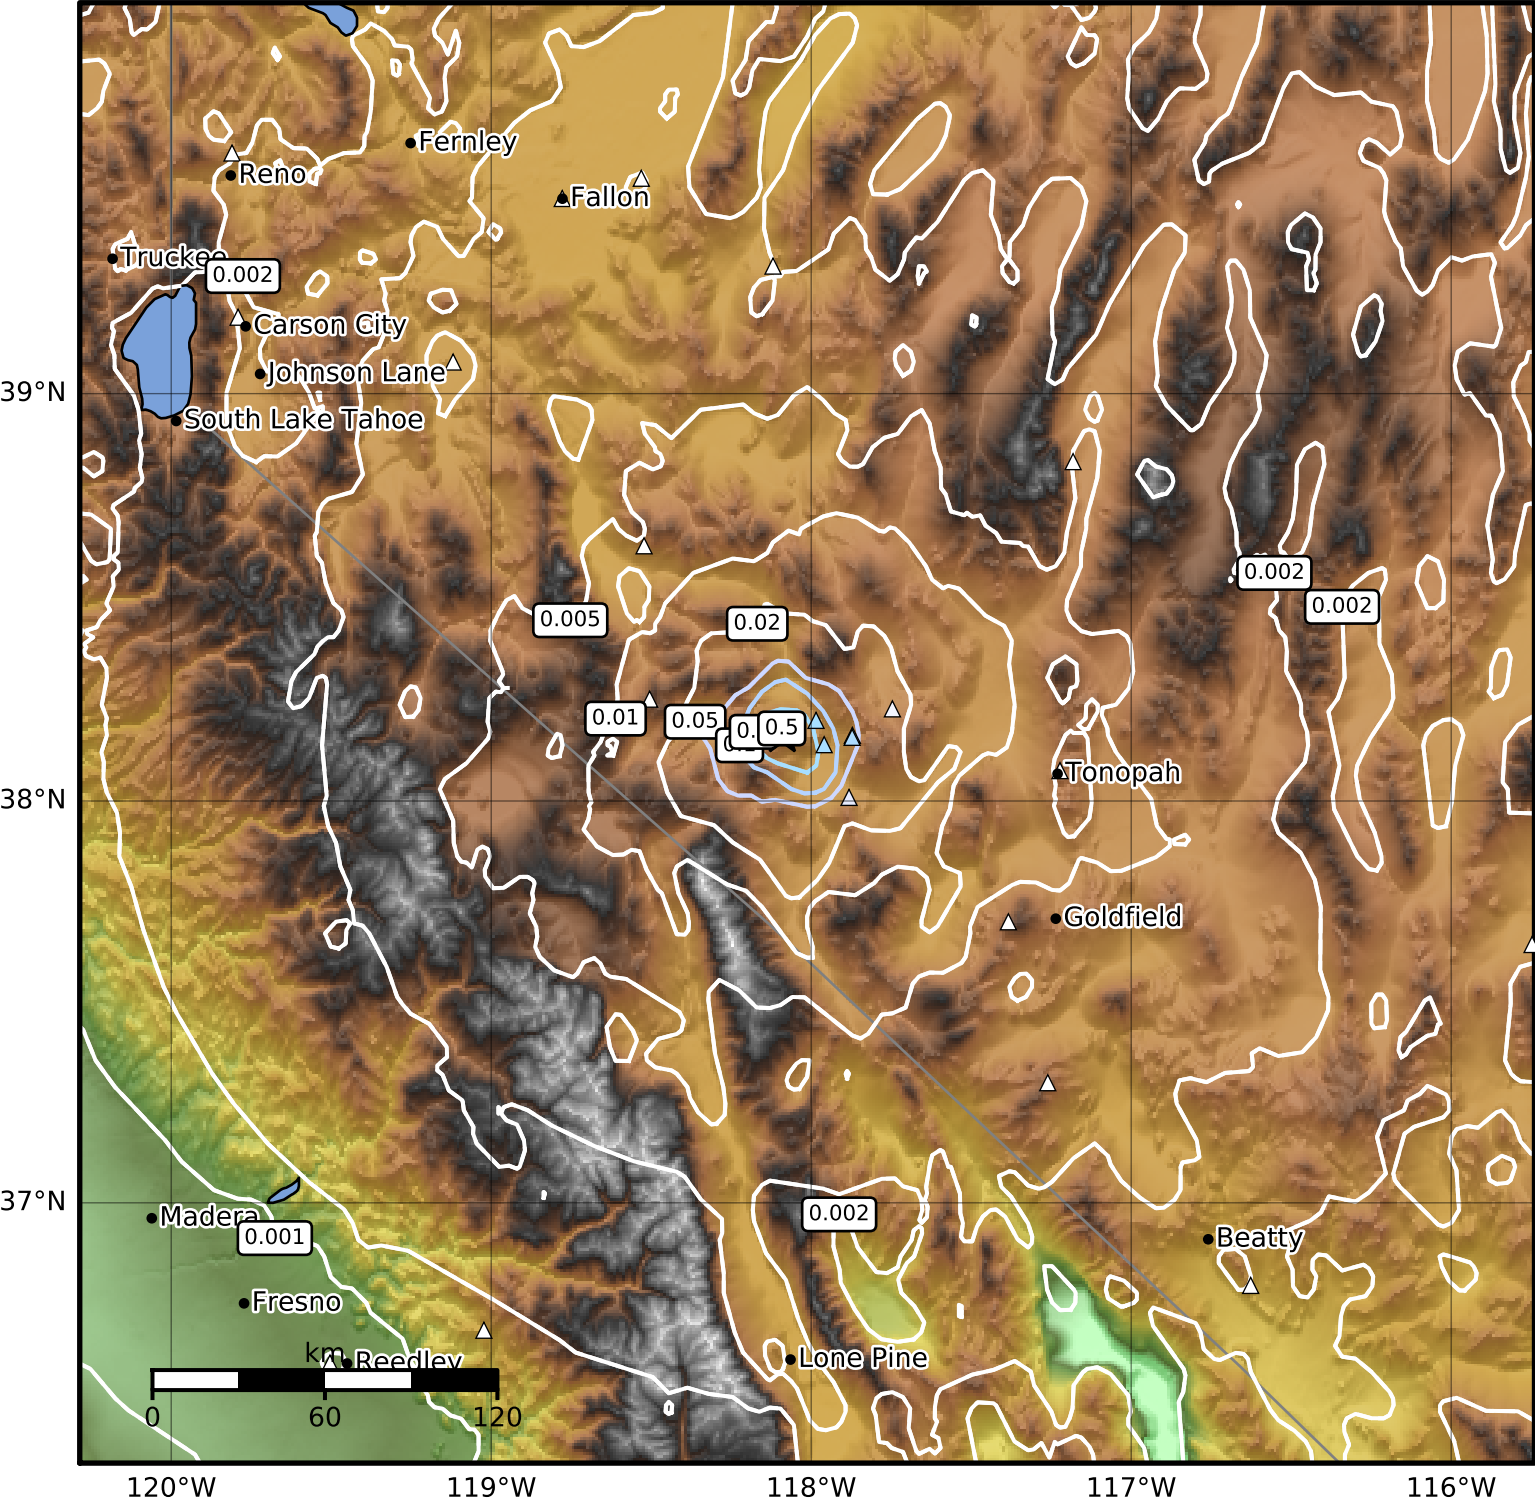 Fernley
Reno
Fallon
Truckee
0.002
Carson City
Johnson Lane
39°N
South Lake Tahoe
0.002
0.002
0.005
0.02
0.01
0.05
0.5
Tonopah
38°N
Goldfield
37°N
Madera
0.002
0.001
Beatty
Fresno
km
Reedley
Lone Pine
0
60
120
120°W
119°W
118°W
117°W
116°W